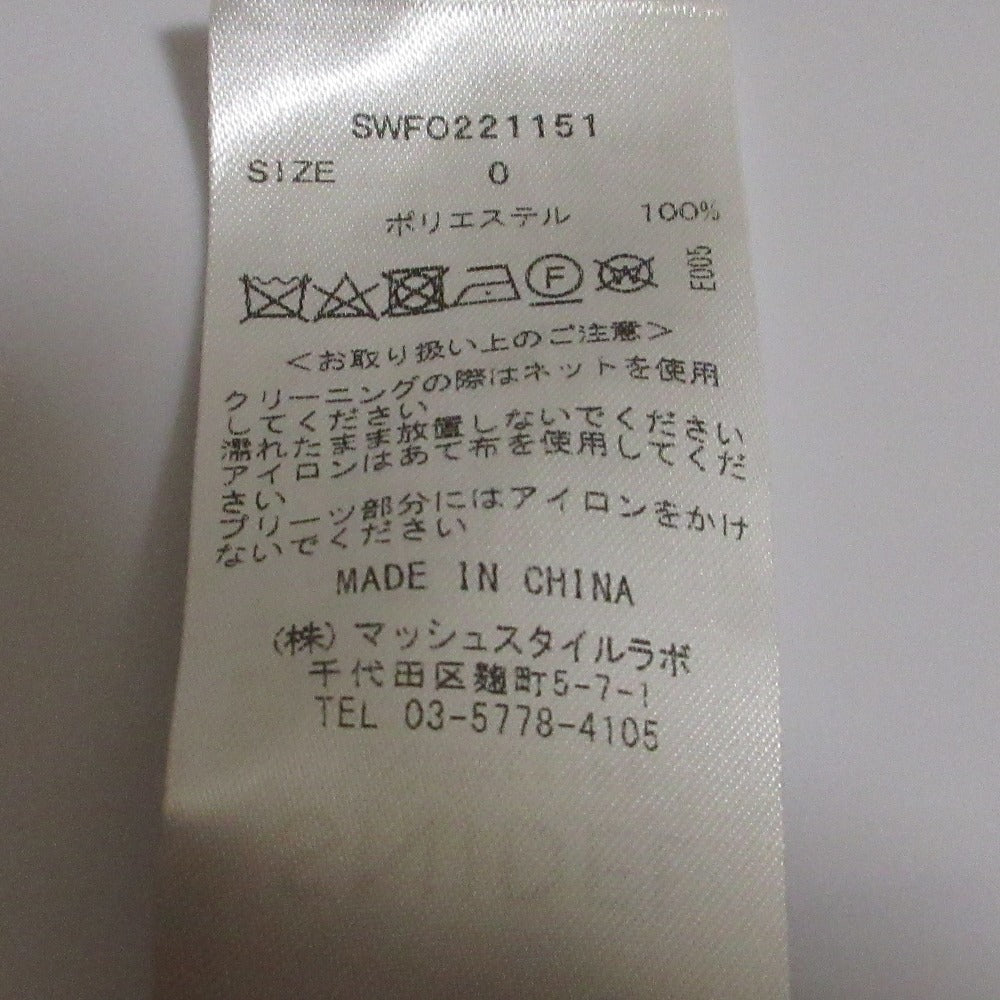 SWFO221151
SIZE 0
ポリエステル 100%
E005
F
W
<お取り扱い上のご注意>
クリーニングの際はネットを使用
してください
濡れたまま放置しないでください
アイロンはあて布を使用してくだ
さい
プリーツ部分にはアイロンをかけ
ないでください
MADE IN CHINA
(株)マッシュスタイルラボ
千代田区麹町5-7-1
TEL 03-5778-4105